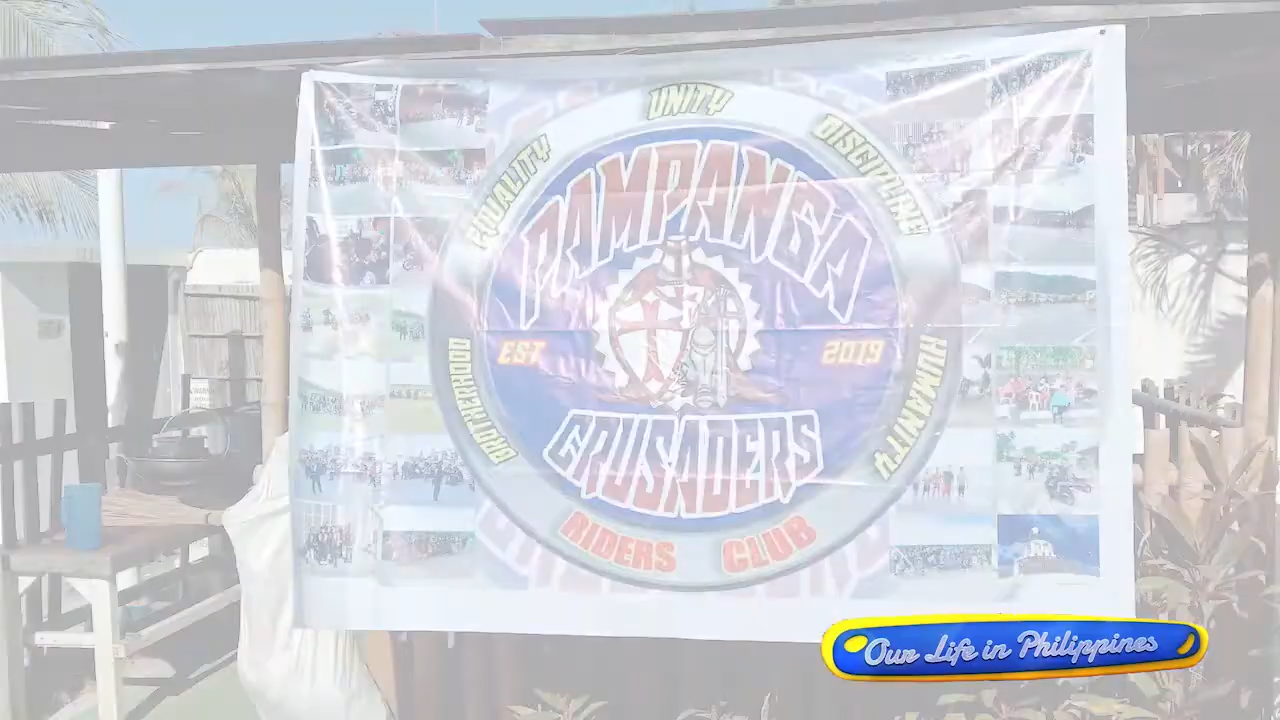 UNITY
EQUALITY
DISCIPLINE
PAMPANGA
EST
2019
BROTHERHOOD
HUMANITY
CRUSADERS
RIDERS CLUB
Our Life in Philippines